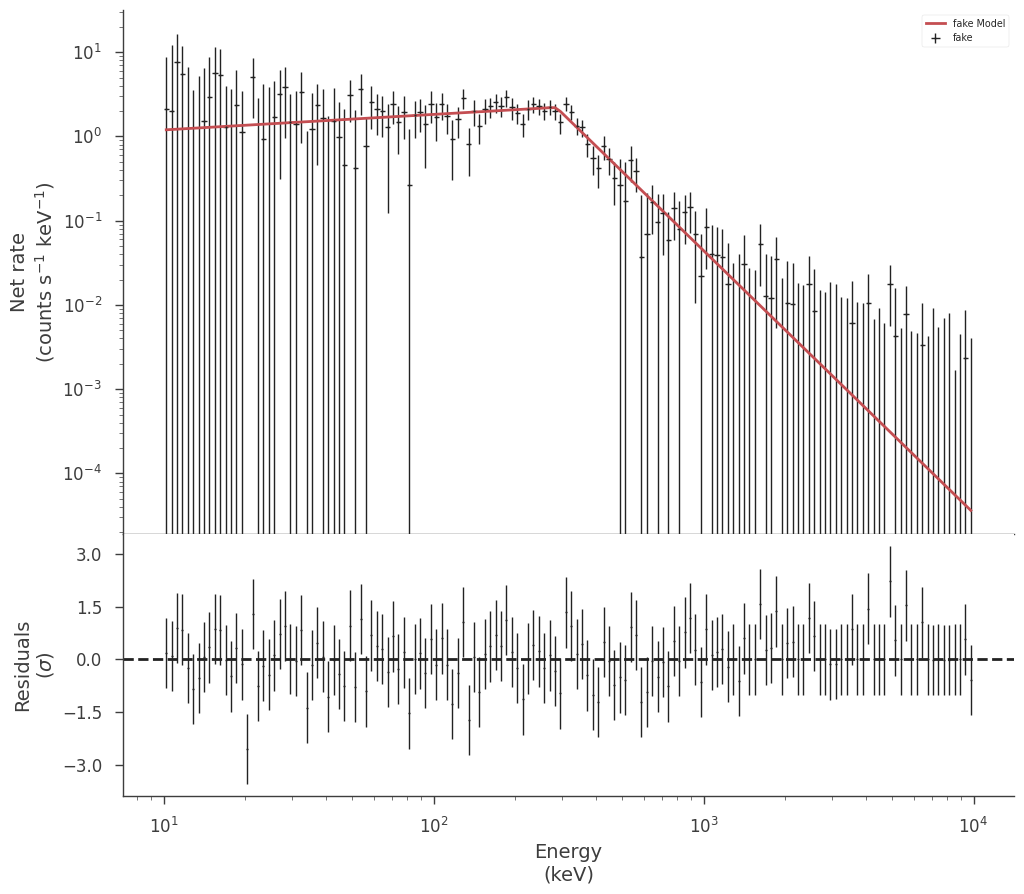 fake Model
fake
10¹
10⁰
10⁻¹
10⁻²
10⁻³
10⁻⁴
Net rate
(counts s⁻¹ keV⁻¹)
3.0
1.5
0.0
−1.5
−3.0
Residuals
(σ)
10¹ 10² 10³ 10⁴
Energy
(keV)